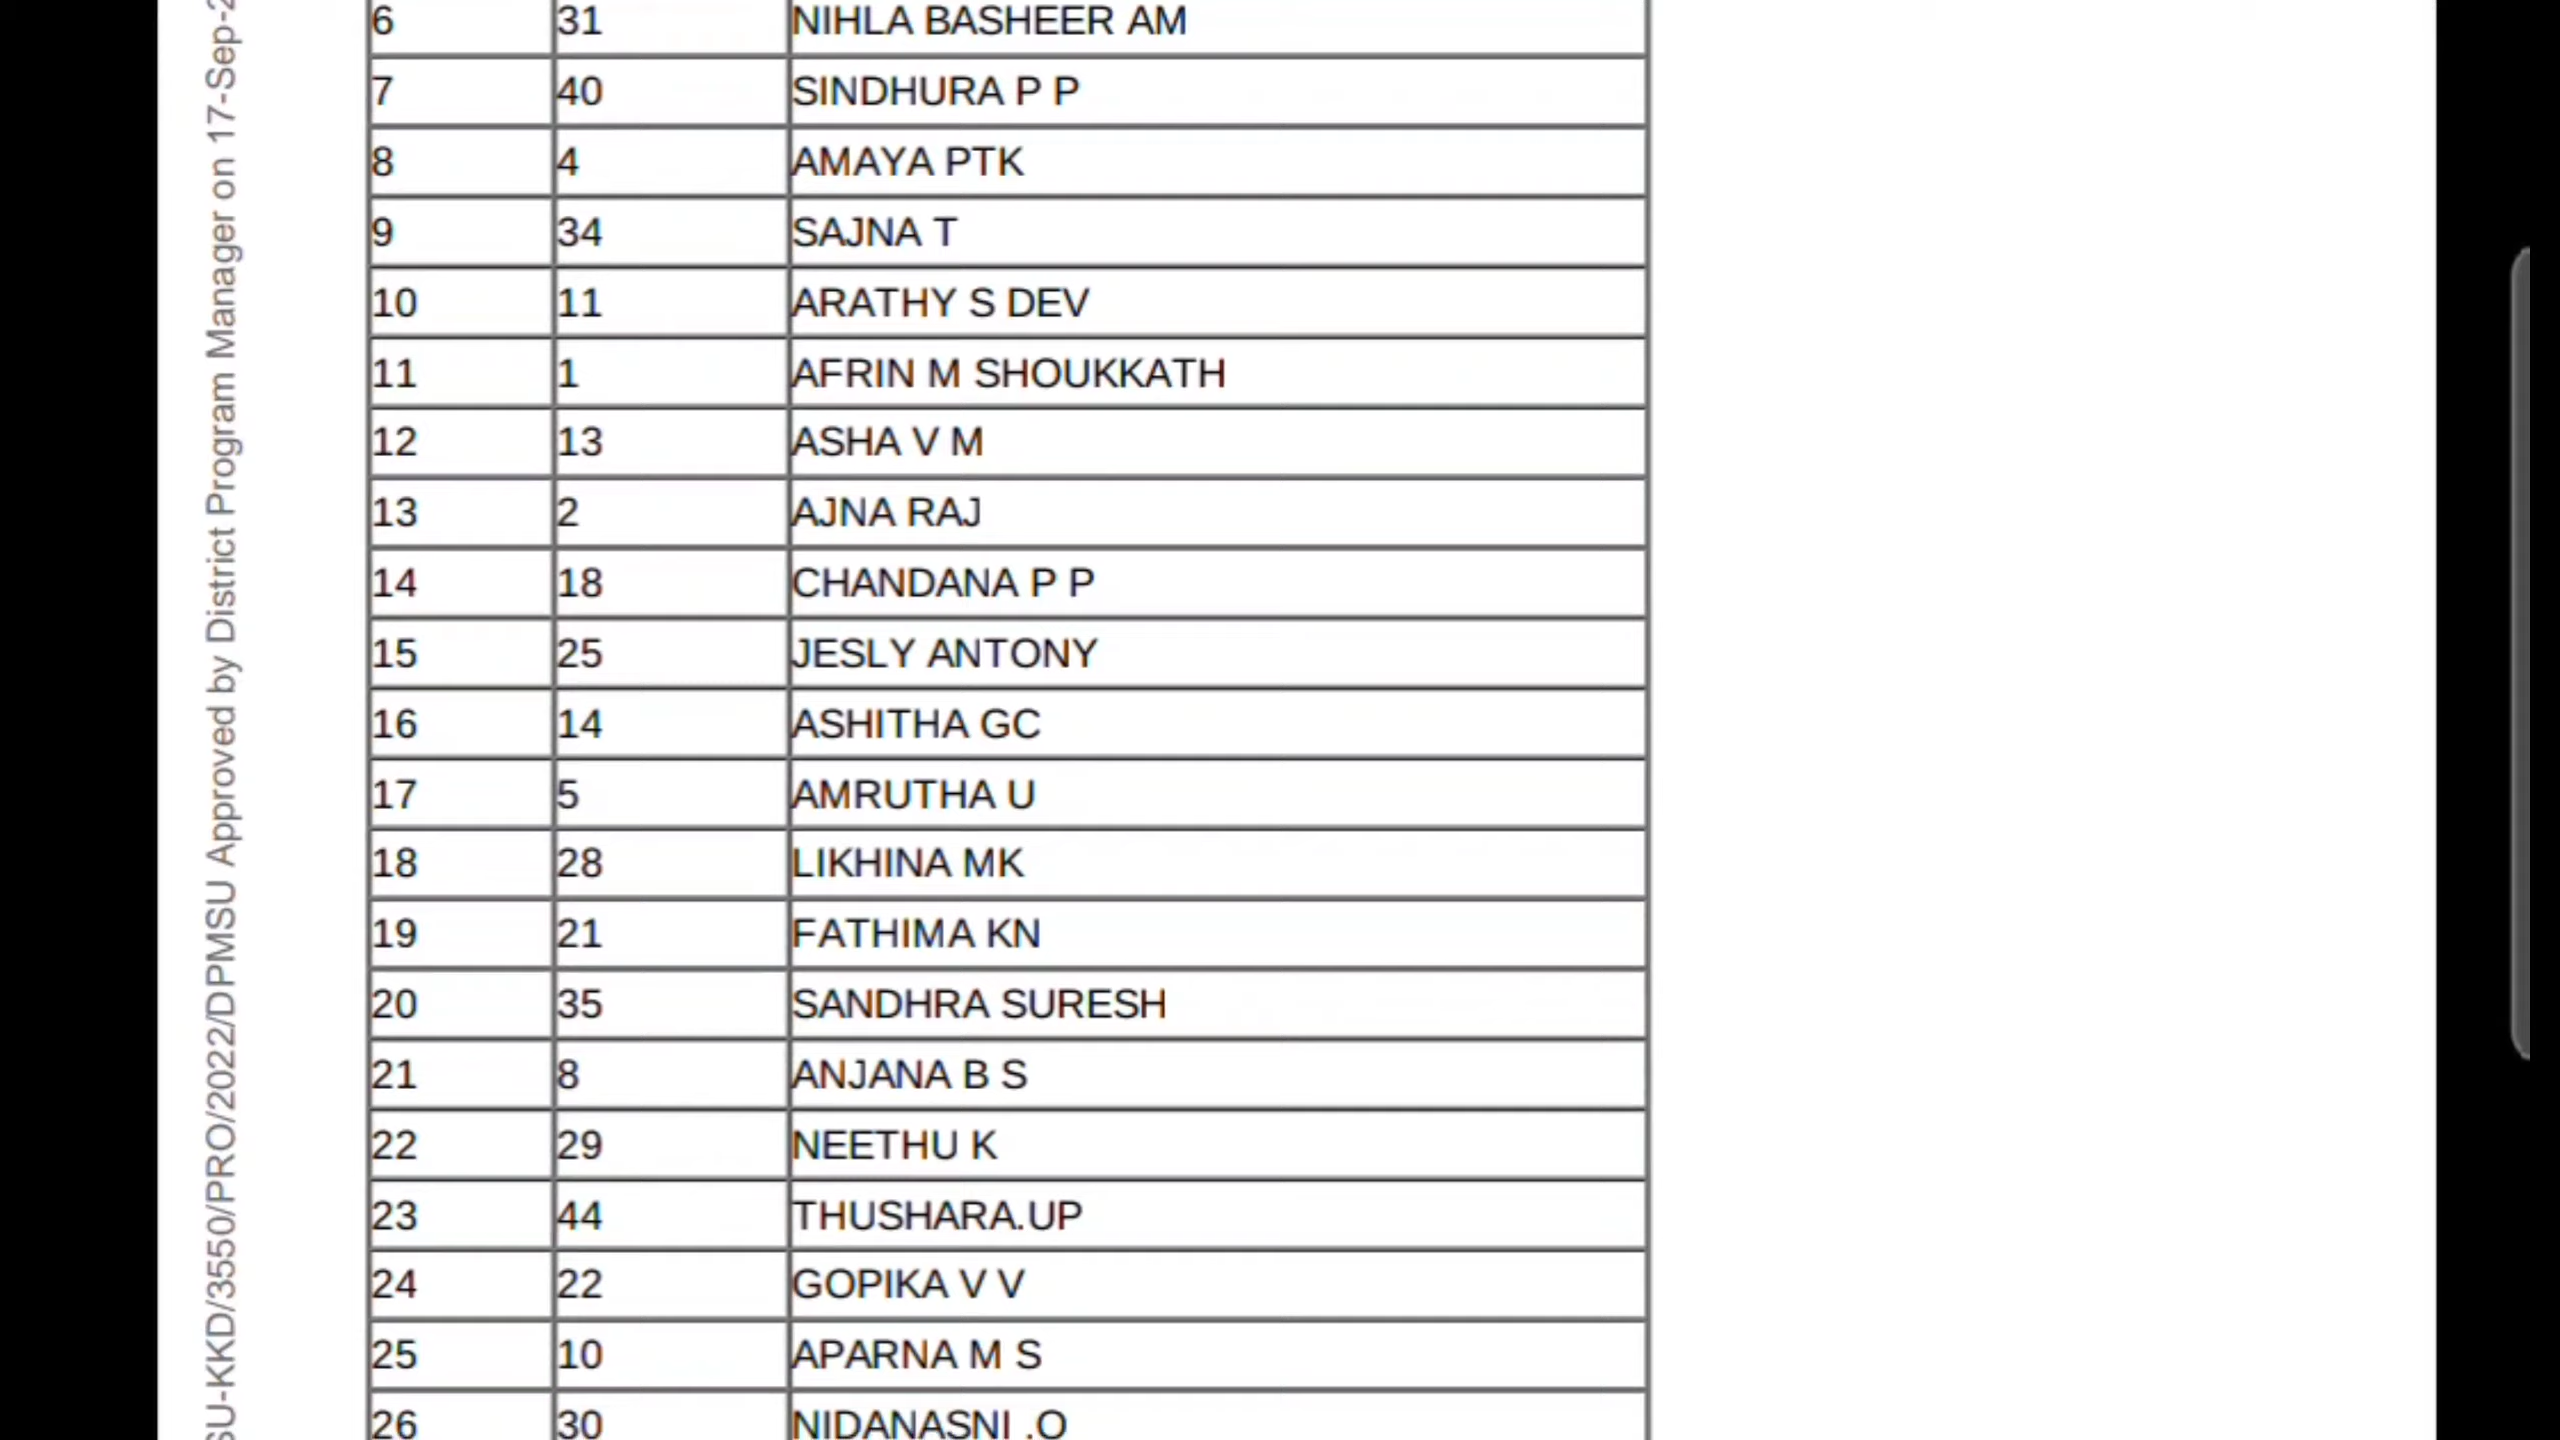 6 31 NIHLA BASHEER AM
7 40 SINDHURA P P
8 4 AMAYA PTK
9 34 SAJNA T
10 11 ARATHY S DEV
11 1 AFRIN M SHOUKKATH
12 13 ASHA V M
13 2 AJNA RAJ
14 18 CHANDANA P P
15 25 JESLY ANTONY
16 14 ASHITHA GC
17 5 AMRUTHA U
18 28 LIKHINA MK
19 21 FATHIMA KN
20 35 SANDHRA SURESH
21 8 ANJANA B S
22 29 NEETHU K
23 44 THUSHARA.UP
24 22 GOPIKA V V
25 10 APARNA M S
26 30 NIDANASNI .O
SU-KKD/3550/PRO/2022/DPMSU Approved by District Program Manager on 17-Sep-2